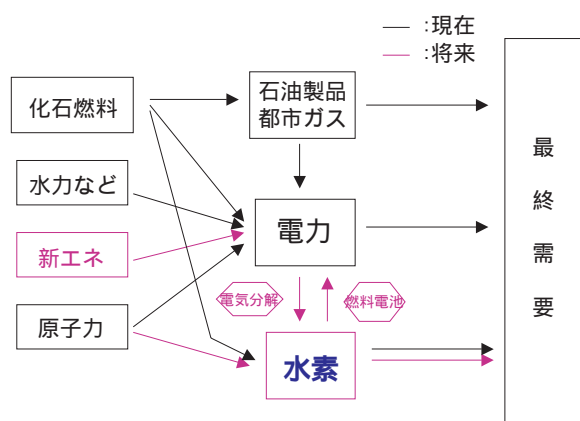 :現在
:将来
化石燃料
石油製品
都市ガス
水力など
電力
新エネ
電気分解
燃料電池
原子力
水素
最終需要